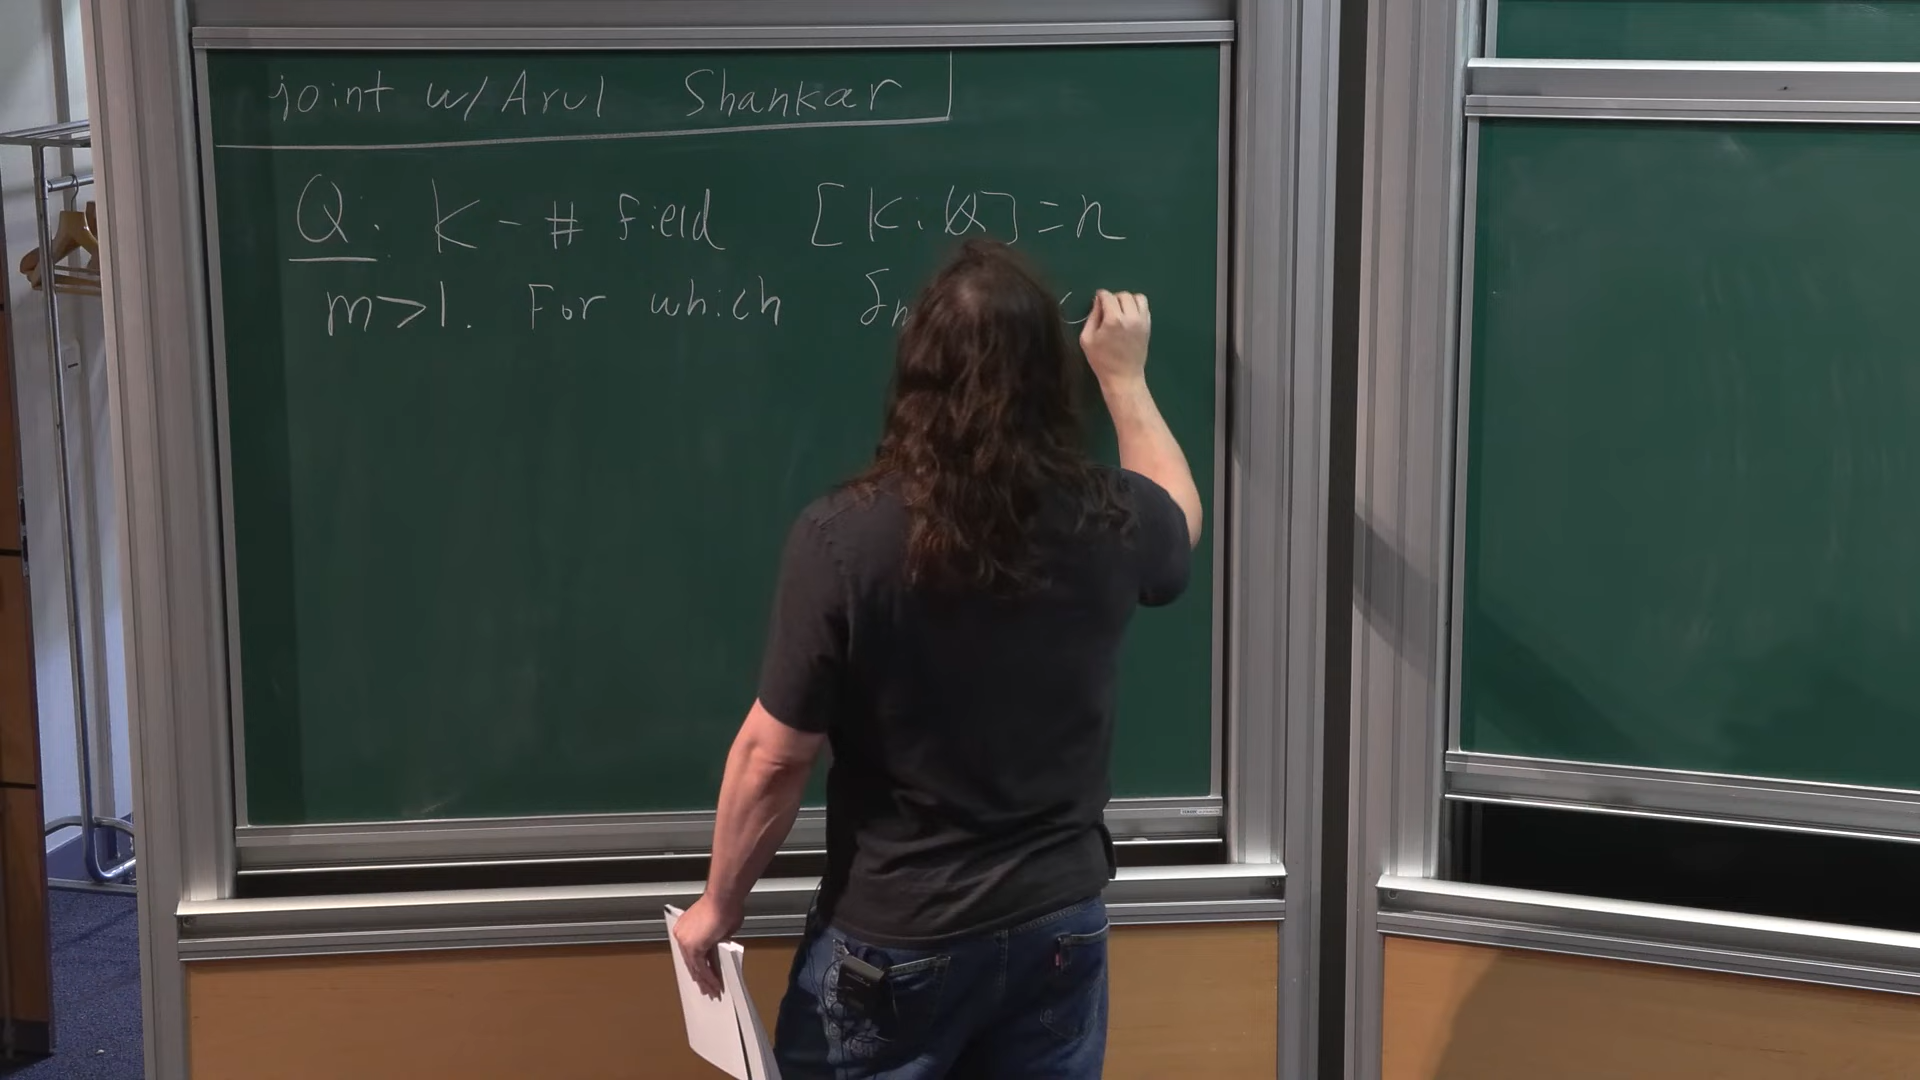 joint w/ Arul Shankar
Q: K - # field [K:ℚ]=n
m>1. For which δ